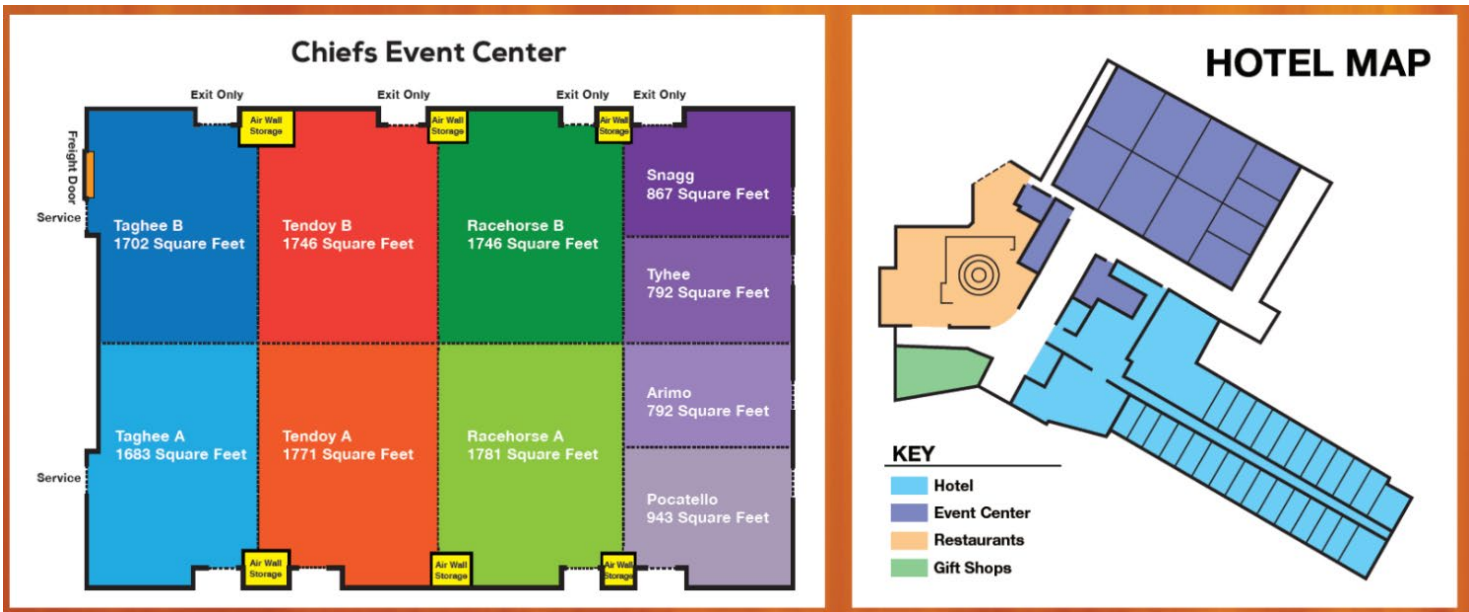 Chiefs Event Center
Exit Only
Exit Only
Exit Only
Exit Only
Air Wall
Storage
Air Wall
Storage
Air Wall
Storage
Freight Door
Service
Taghee B
1702 Square Feet
Tendoy B
1746 Square Feet
Racehorse B
1746 Square Feet
Snagg
867 Square Feet
Tyhee
792 Square Feet
Taghee A
1683 Square Feet
Tendoy A
1771 Square Feet
Racehorse A
1781 Square Feet
Arimo
792 Square Feet
Pocatello
943 Square Feet
Service
Air Wall
Storage
Air Wall
Storage
Air Wall
Storage
HOTEL MAP
KEY
Hotel
Event Center
Restaurants
Gift Shops